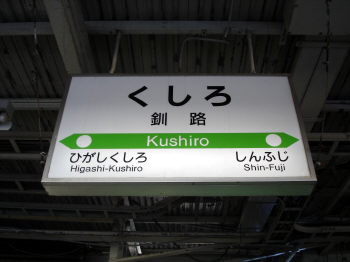 くしろ
釧路
Kushiro
ひがしくしろ しんふじ
Higashi-Kushiro Shin-Fuji